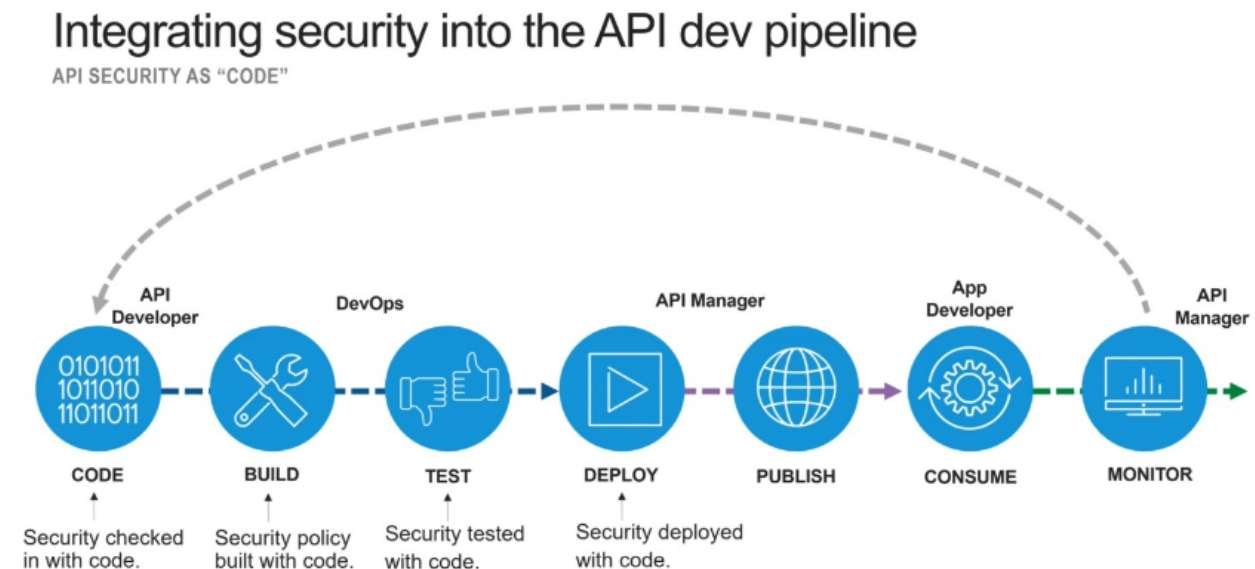 Integrating security into the API dev pipeline
API SECURITY AS “CODE”
API
Developer
DevOps
API Manager
App
Developer
API
Manager
0101011
1011010
11011011
CODE
BUILD
TEST
DEPLOY
PUBLISH
CONSUME
MONITOR
Security checked
in with code.
Security policy
built with code.
Security tested
with code.
Security deployed
with code.